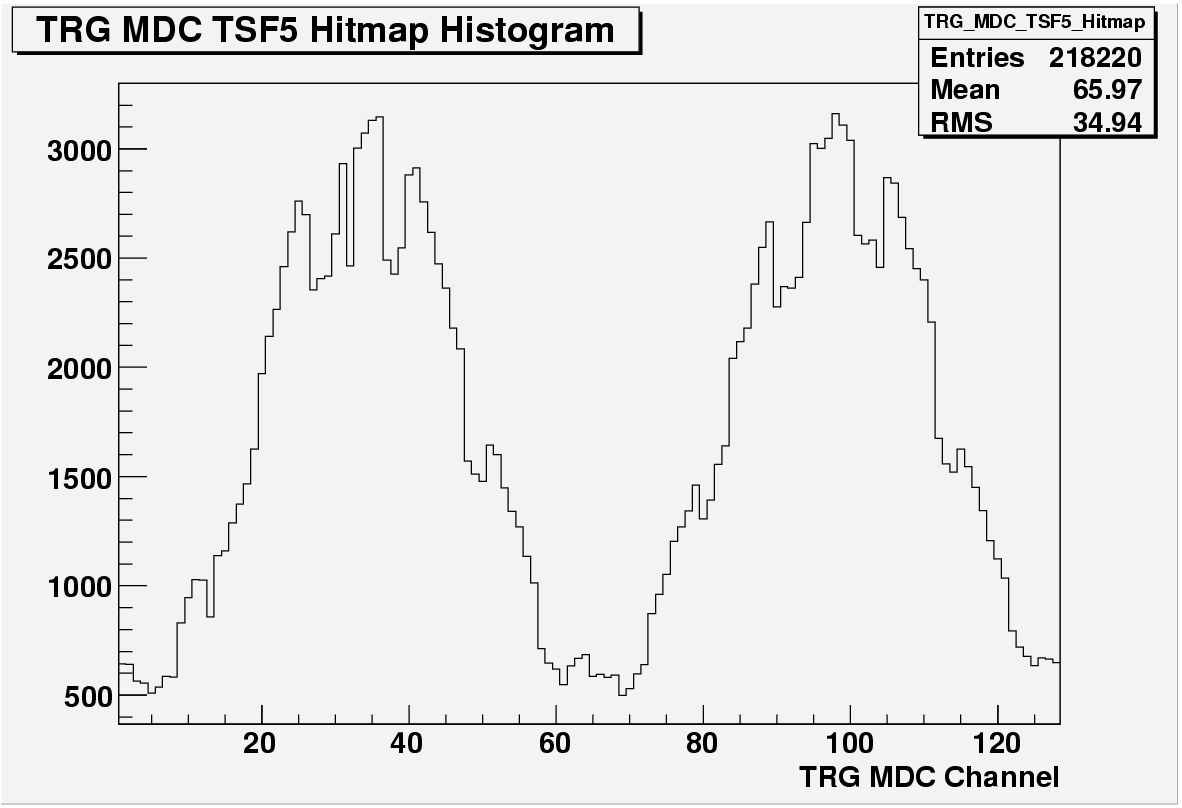 TRG MDC TSF5 Hitmap Histogram
TRG_MDC_TSF5_Hitmap
Entries 218220
Mean 65.97
RMS 34.94
3000
2500
2000
1500
1000
500
20 40 60 80 100 120
TRG MDC Channel